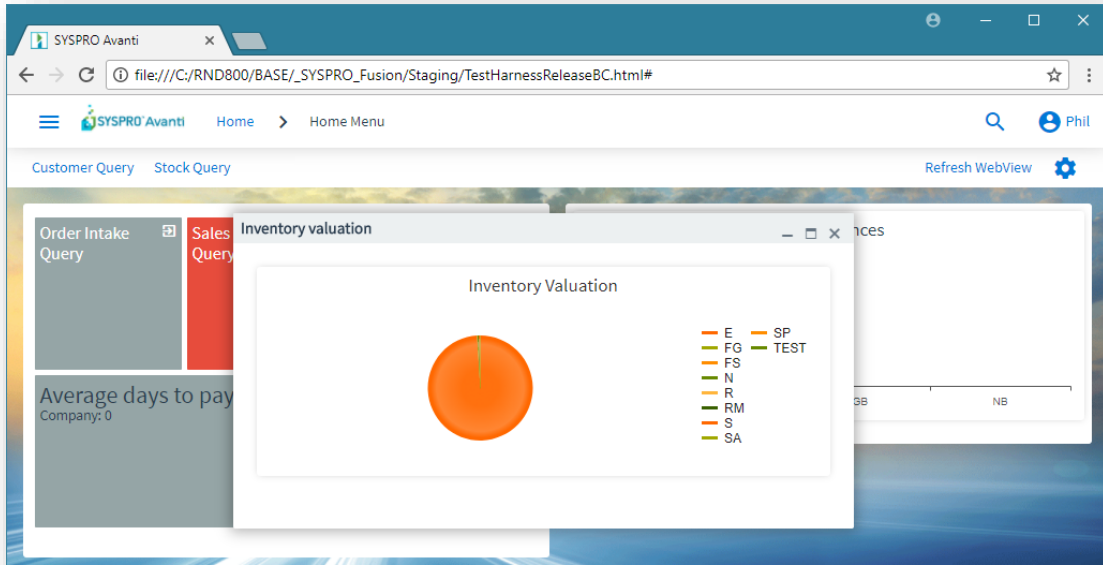 SYSPRO Avanti
file:///C:/RND800/BASE/_SYSPRO_Fusion/Staging/TestHarnessReleaseBC.html#
SYSPRO Avanti Home Home Menu Phil
Customer Query Stock Query Refresh WebView
Order Intake
Query
Sales
Query
Average days to pay
Company: 0
Inventory valuation
Inventory Valuation
E SP
FG TEST
FS
N
R
RM
S
SA
nces
GB NB